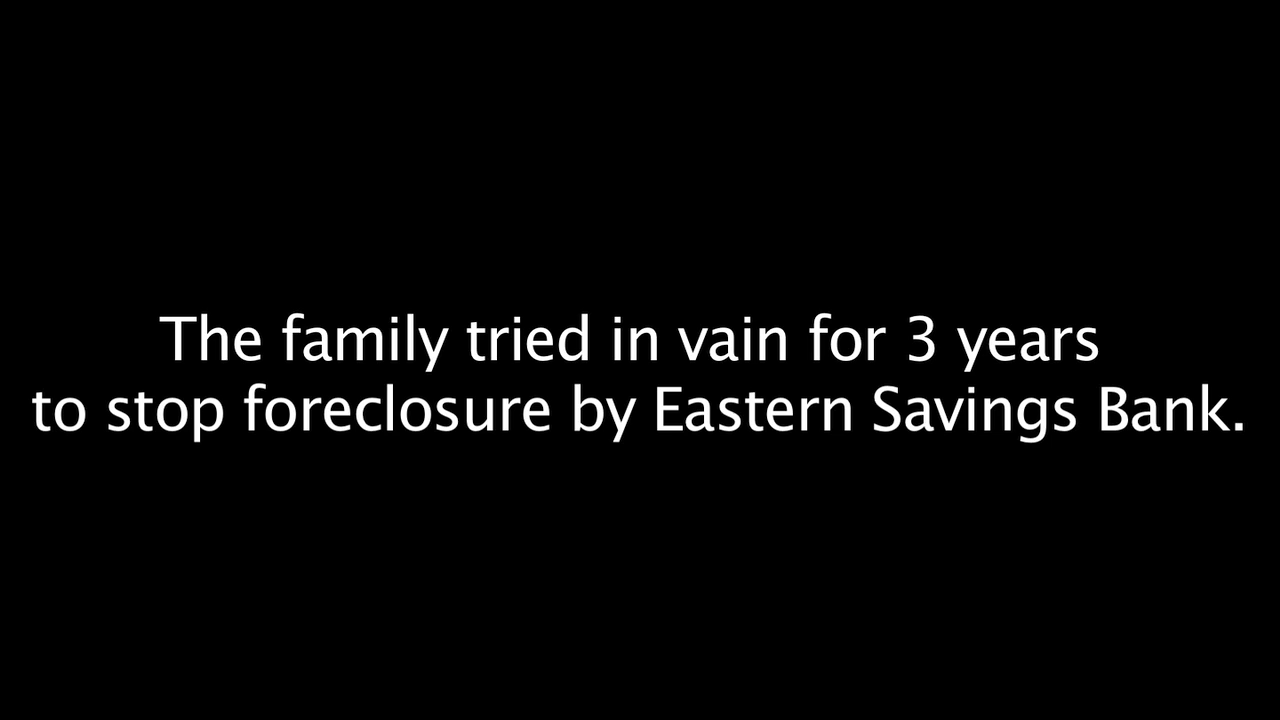 The family tried in vain for 3 years
to stop foreclosure by Eastern Savings Bank.